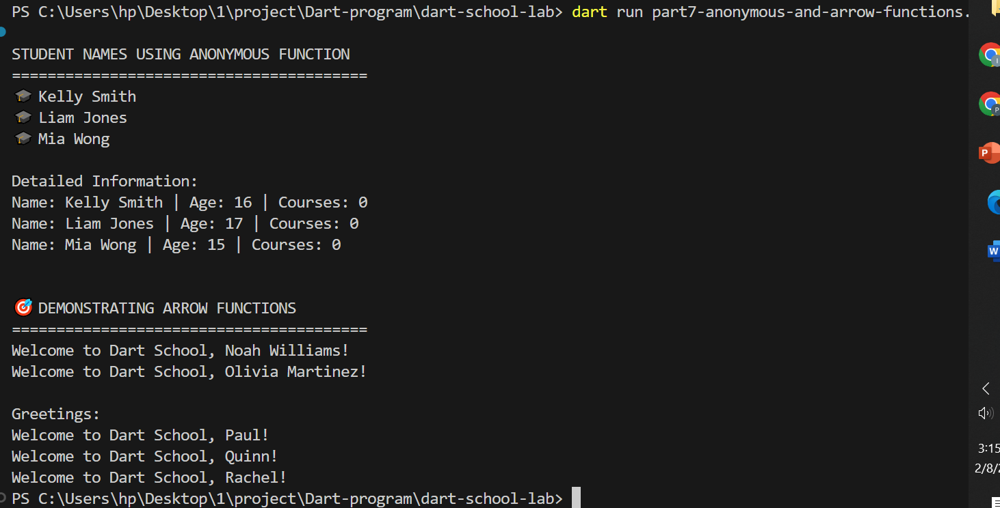 PS C:\Users\hp\Desktop\1\project\Dart-program\dart-school-lab> dart run part7-anonymous-and-arrow-functions.
STUDENT NAMES USING ANONYMOUS FUNCTION
========================================
🎓 Kelly Smith
🎓 Liam Jones
🎓 Mia Wong
Detailed Information:
Name: Kelly Smith | Age: 16 | Courses: 0
Name: Liam Jones | Age: 17 | Courses: 0
Name: Mia Wong | Age: 15 | Courses: 0
🎯 DEMONSTRATING ARROW FUNCTIONS
========================================
Welcome to Dart School, Noah Williams!
Welcome to Dart School, Olivia Martinez!
Greetings:
Welcome to Dart School, Paul!
Welcome to Dart School, Quinn!
Welcome to Dart School, Rachel!
PS C:\Users\hp\Desktop\1\project\Dart-program\dart-school-lab>
P
W
3:15
2/8/